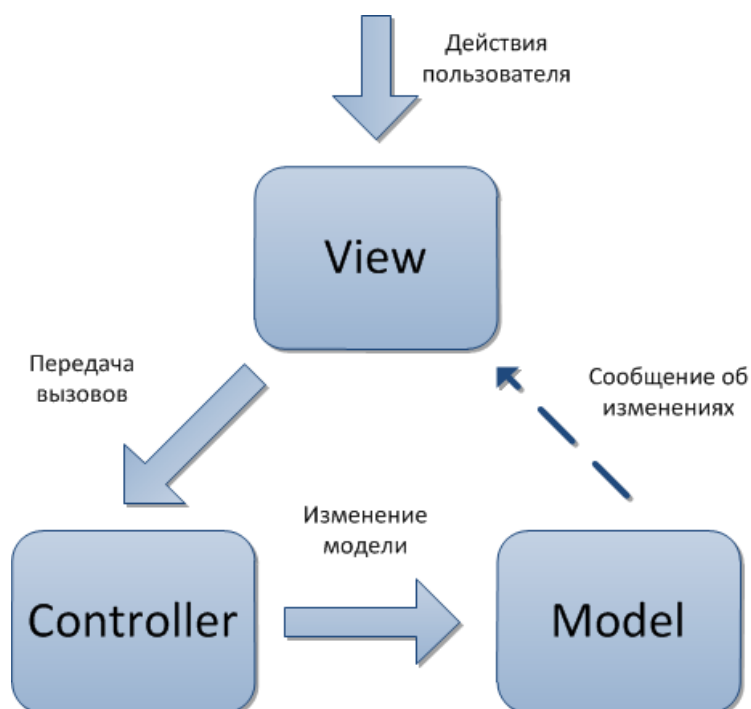 Действия
пользователя
View
Передача
вызовов
Сообщение об
изменениях
Изменение
модели
Controller
Model